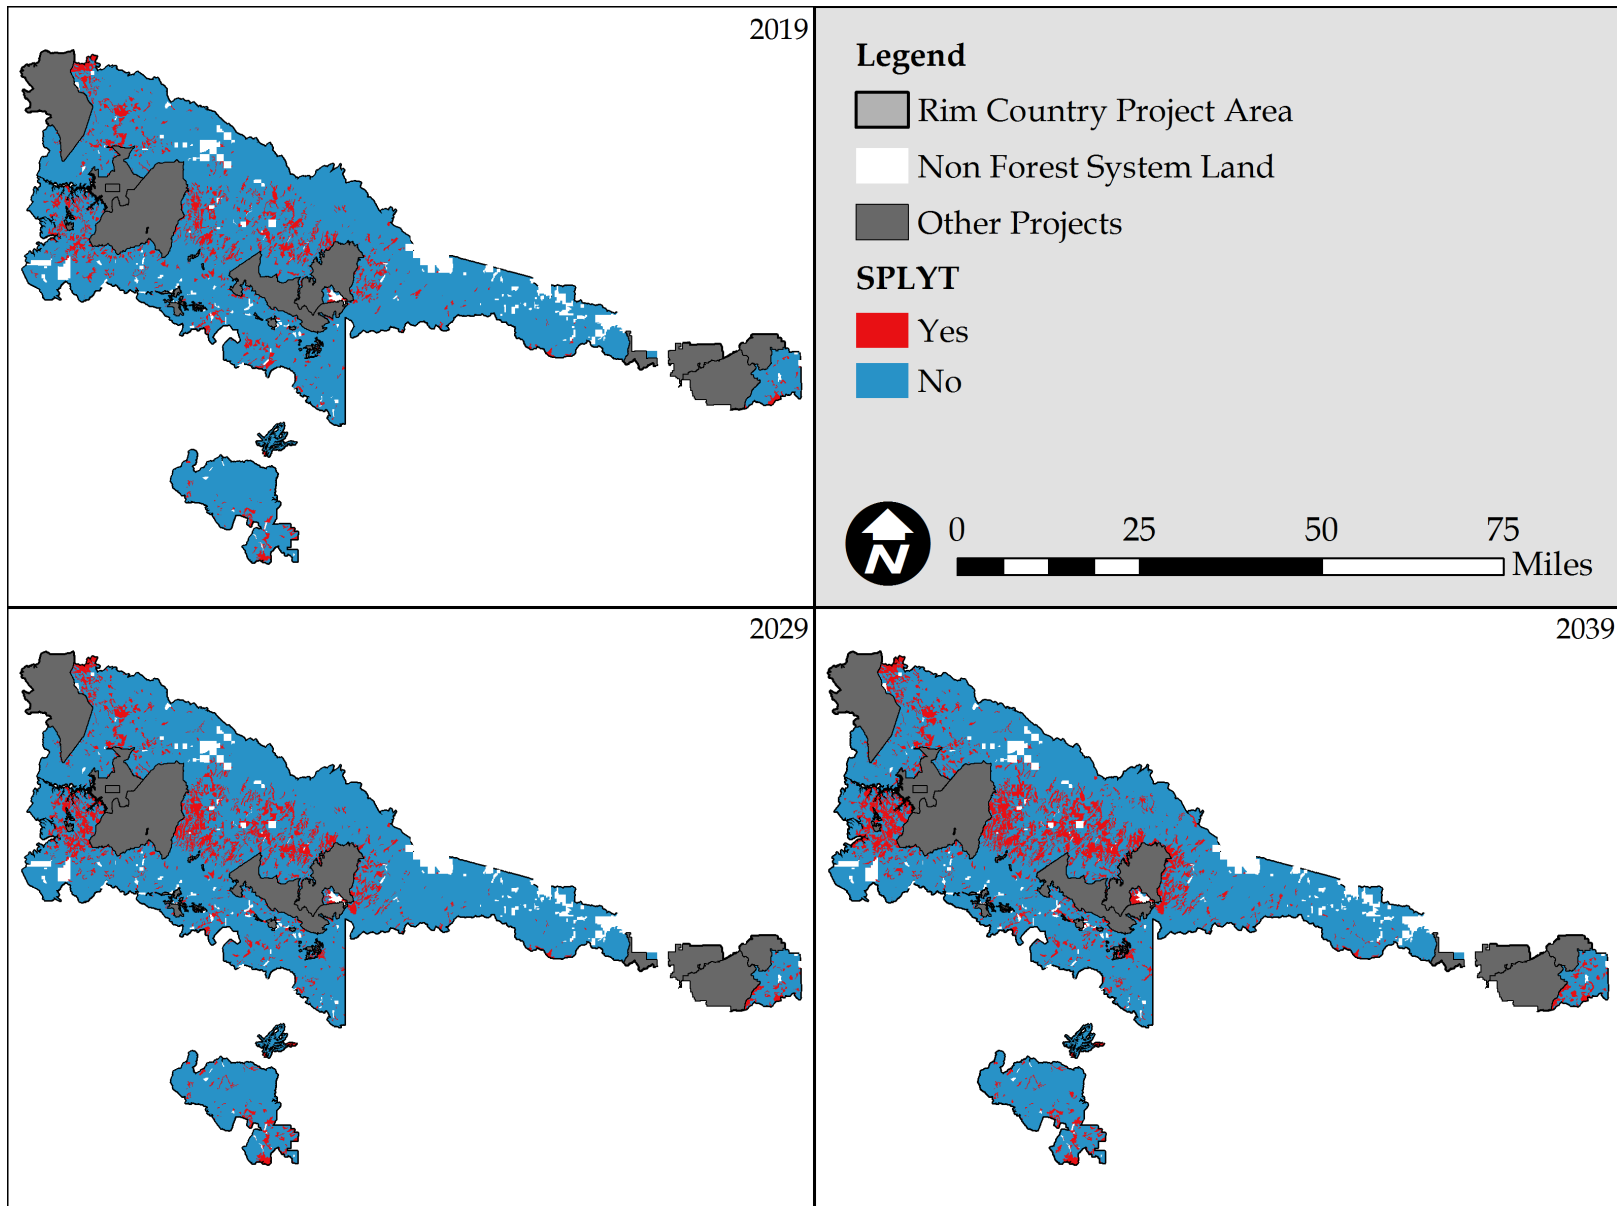 2019
Legend
Rim Country Project Area
Non Forest System Land
Other Projects
SPLYT
Yes
No
0 25 50 75
N Miles
2029
2039